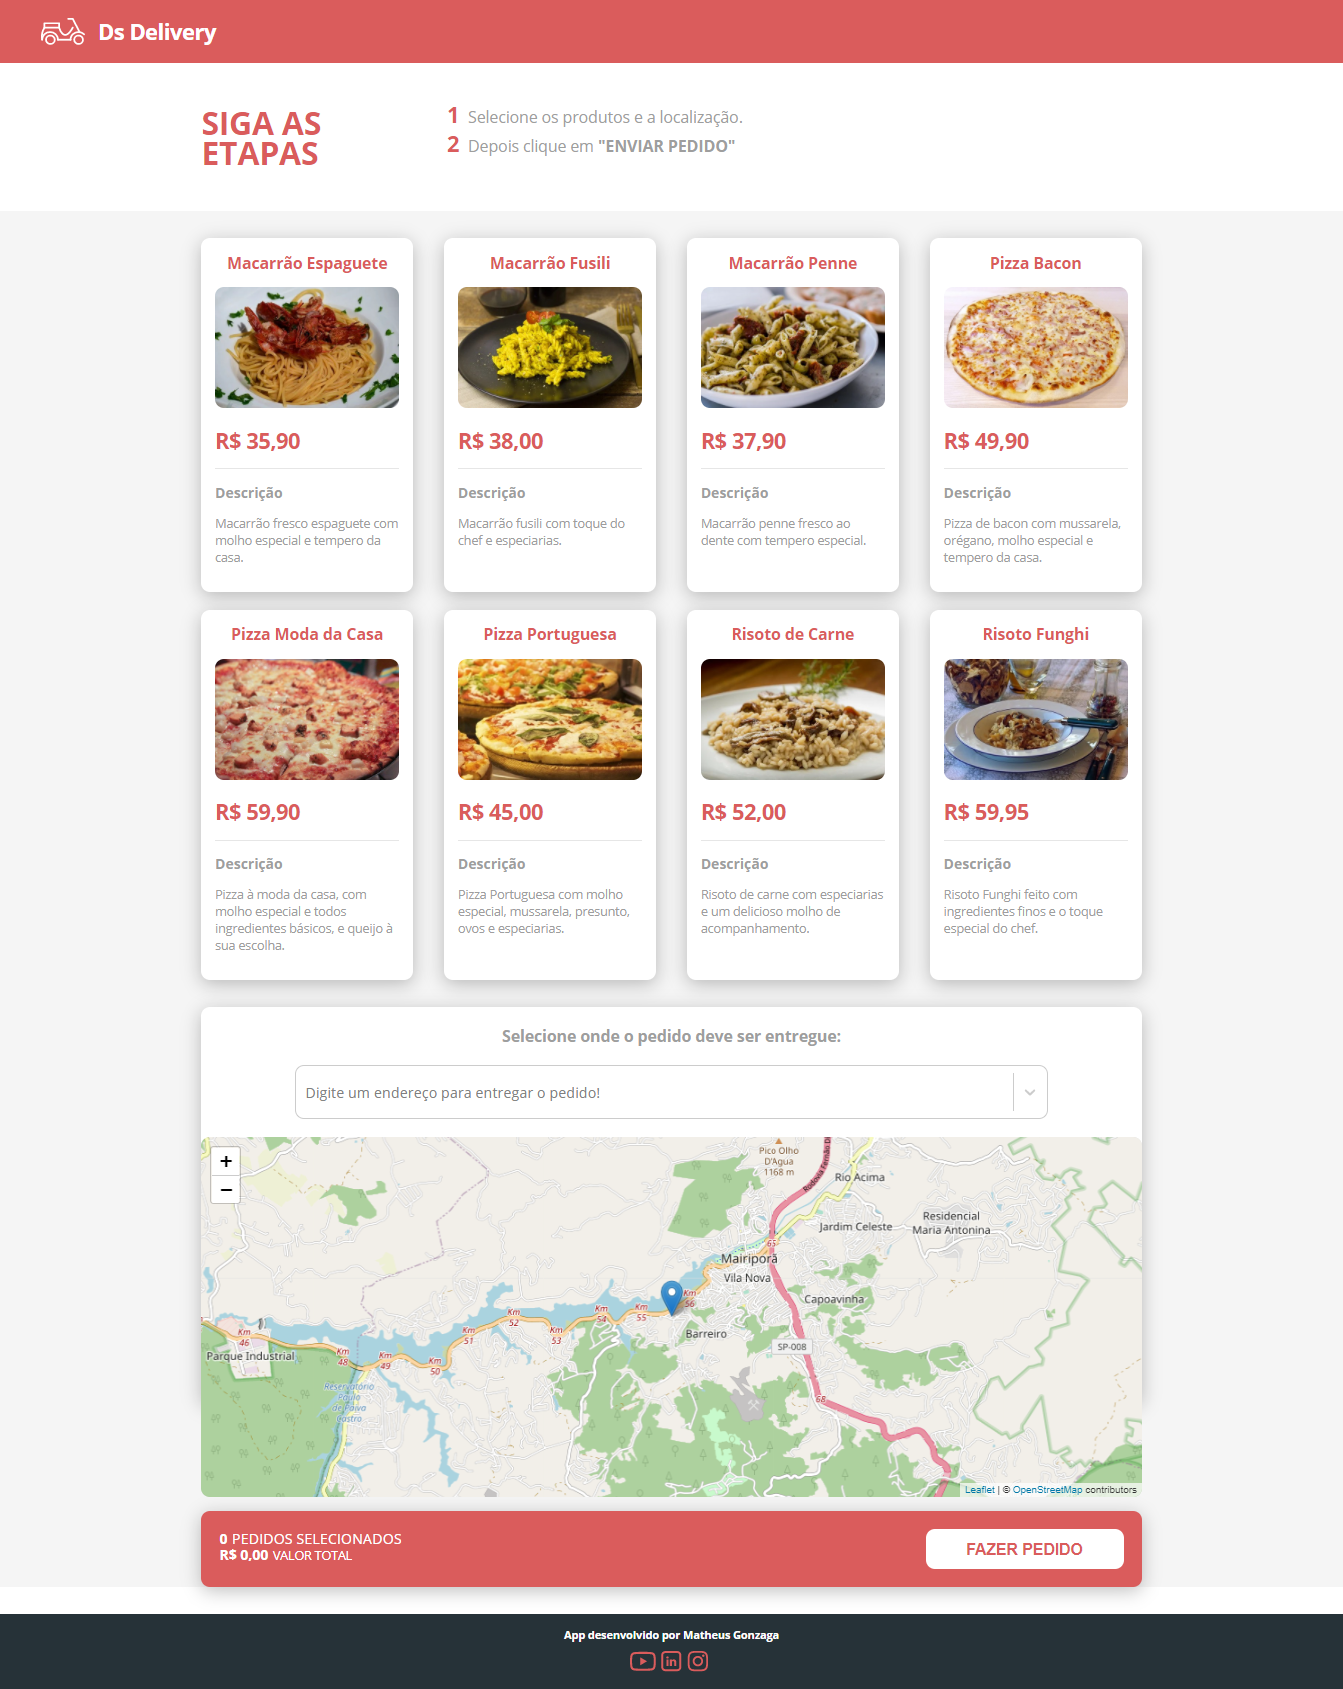 Ds Delivery
SIGA AS
ETAPAS
1 Selecione os produtos e a localização.
2 Depois clique em "ENVIAR PEDIDO"
Macarrão Espaguete
R$ 35,90
Descrição
Macarrão fresco espaguete com
molho especial e tempero da
casa.
Macarrão Fusili
R$ 38,00
Descrição
Macarrão fusili com toque do
chef e especiarias.
Macarrão Penne
R$ 37,90
Descrição
Macarrão penne fresco ao
dente com tempero especial.
Pizza Bacon
R$ 49,90
Descrição
Pizza de bacon com mussarela,
orégano, molho especial e
tempero da casa.
Pizza Moda da Casa
R$ 59,90
Descrição
Pizza à moda da casa, com
molho especial e todos
ingredientes básicos, e queijo à
sua escolha.
Pizza Portuguesa
R$ 45,00
Descrição
Pizza Portuguesa com molho
especial, mussarela, presunto,
ovos e especiarias.
Risoto de Carne
R$ 52,00
Descrição
Risoto de carne com especiarias
e um delicioso molho de
acompanhamento.
Risoto Funghi
R$ 59,95
Descrição
Risoto Funghi feito com
ingredientes finos e o toque
especial do chef.
Selecione onde o pedido deve ser entregue:
Digite um endereço para entregar o pedido!
+
−
Pico Olho
D'Agua
1168 m
Rodovia Fernão Di
Rio Acima
Residencial
Maria Antonina
Jardim Celeste
65
Mairiporã
Vila Nova
Km
56
Capoavinha
Km
55
Km
54
Km
53
Km
52
Km
51
Km
50
Km
49
Km
48
Km
46
Barreiro
SP-008
Parque Industrial
Reservatório
Paulo
de Paiva
Castro
68
Leaflet | © OpenStreetMap contributors
0 PEDIDOS SELECIONADOS
R$ 0,00 VALOR TOTAL
FAZER PEDIDO
App desenvolvido por Matheus Gonzaga
in